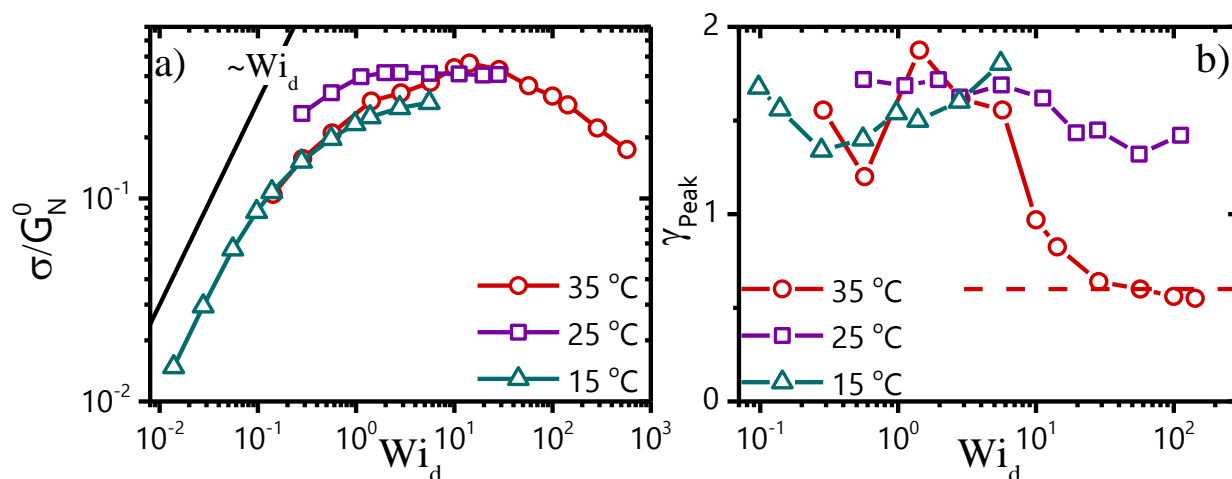 a)
~Wi_d
σ/G_N^0
10^-1
10^-2
35 °C
25 °C
15 °C
10^-2 10^-1 10^0 10^1 10^2 10^3
Wi_d
b)
γ_Peak
2
1
0
35 °C
25 °C
15 °C
10^-1 10^0 10^1 10^2
Wi_d